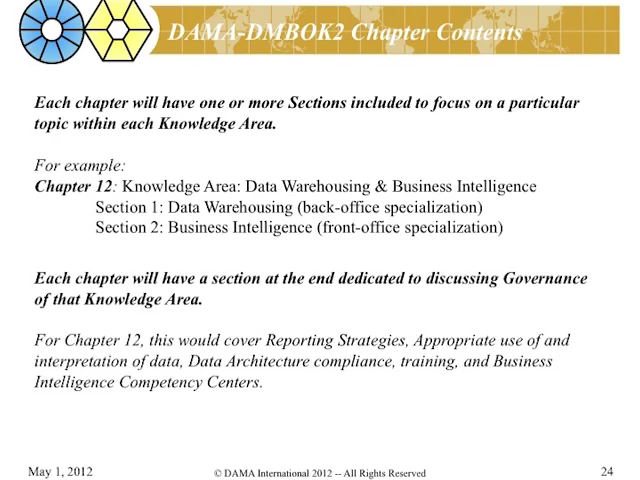 DAMA-DMBOK2 Chapter Contents
Each chapter will have one or more Sections included to focus on a particular
topic within each Knowledge Area.
For example:
Chapter 12: Knowledge Area: Data Warehousing & Business Intelligence
Section 1: Data Warehousing (back-office specialization)
Section 2: Business Intelligence (front-office specialization)
Each chapter will have a section at the end dedicated to discussing Governance
of that Knowledge Area.
For Chapter 12, this would cover Reporting Strategies, Appropriate use of and
interpretation of data, Data Architecture compliance, training, and Business
Intelligence Competency Centers.
May 1, 2012
© DAMA International 2012 -- All Rights Reserved
24